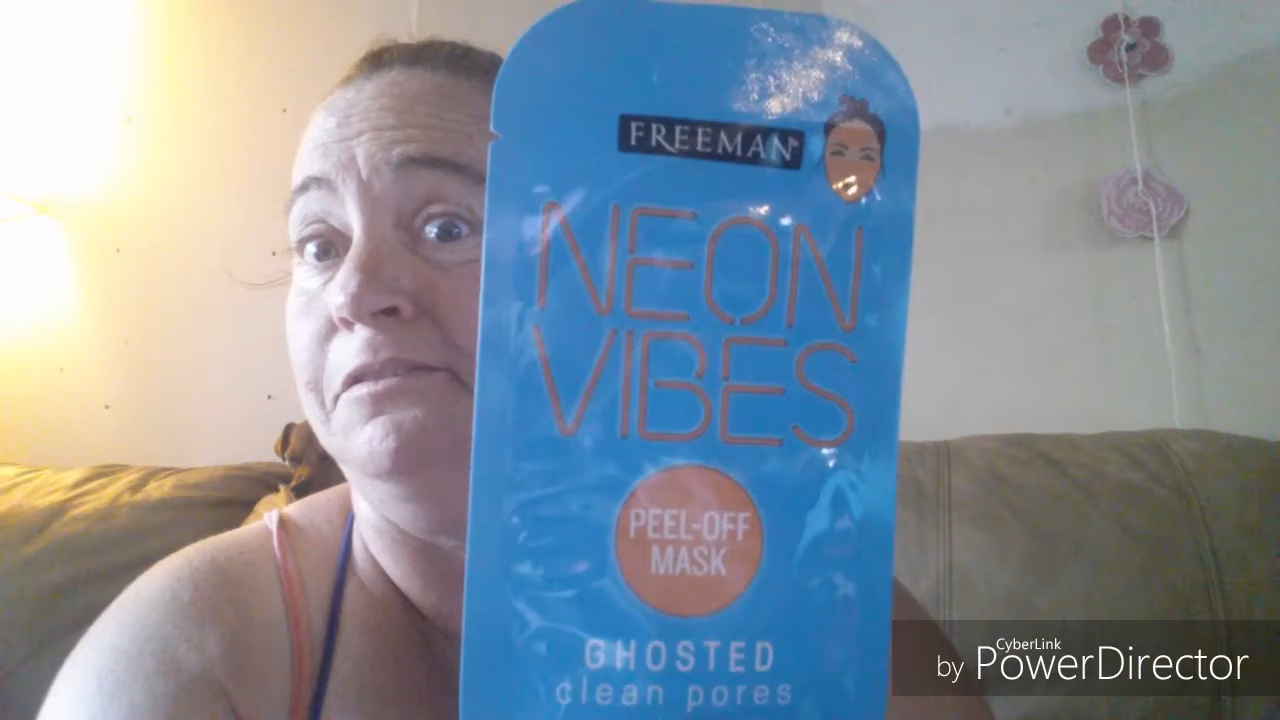 FREEMAN
NEON
VIBES
PEEL-OFF
MASK
GHOSTED
clean pores
CyberLink
by PowerDirector